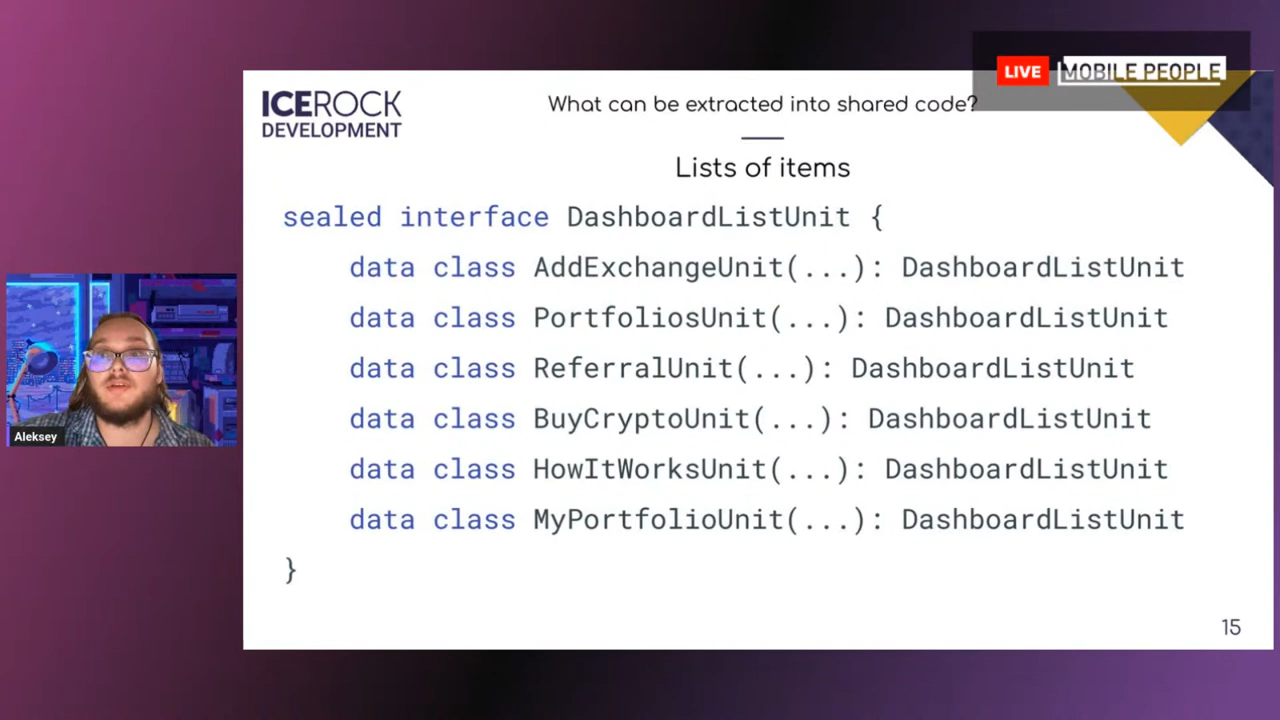 LIVE MOBILE PEOPLE
ICEROCK
DEVELOPMENT
What can be extracted into shared code?
Lists of items
sealed interface DashboardListUnit {
data class AddExchangeUnit(...): DashboardListUnit
data class PortfoliosUnit(...): DashboardListUnit
data class ReferralUnit(...): DashboardListUnit
data class BuyCryptoUnit(...): DashboardListUnit
data class HowItWorksUnit(...): DashboardListUnit
data class MyPortfolioUnit(...): DashboardListUnit
}
15
Aleksey